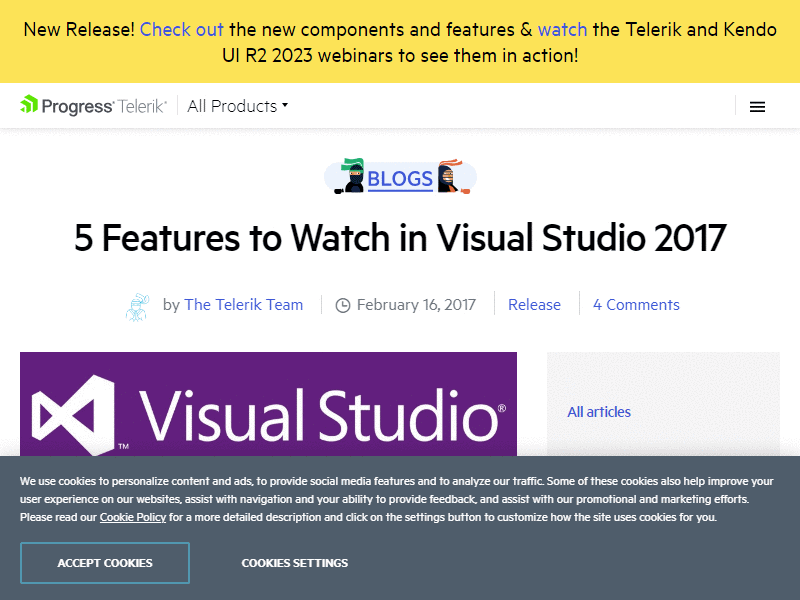 New Release! Check out the new components and features & watch the Telerik and Kendo
UI R2 2023 webinars to see them in action!
Progress® Telerik® All Products
BLOGS
5 Features to Watch in Visual Studio 2017
by The Telerik Team February 16, 2017 Release 4 Comments
Visual Studio®
™
All articles
We use cookies to personalize content and ads, to provide social media features and to analyze our traffic. Some of these cookies also help improve your
user experience on our websites, assist with navigation and your ability to provide feedback, and assist with our promotional and marketing efforts.
Please read our Cookie Policy for a more detailed description and click on the settings button to customize how the site uses cookies for you.
ACCEPT COOKIES COOKIES SETTINGS